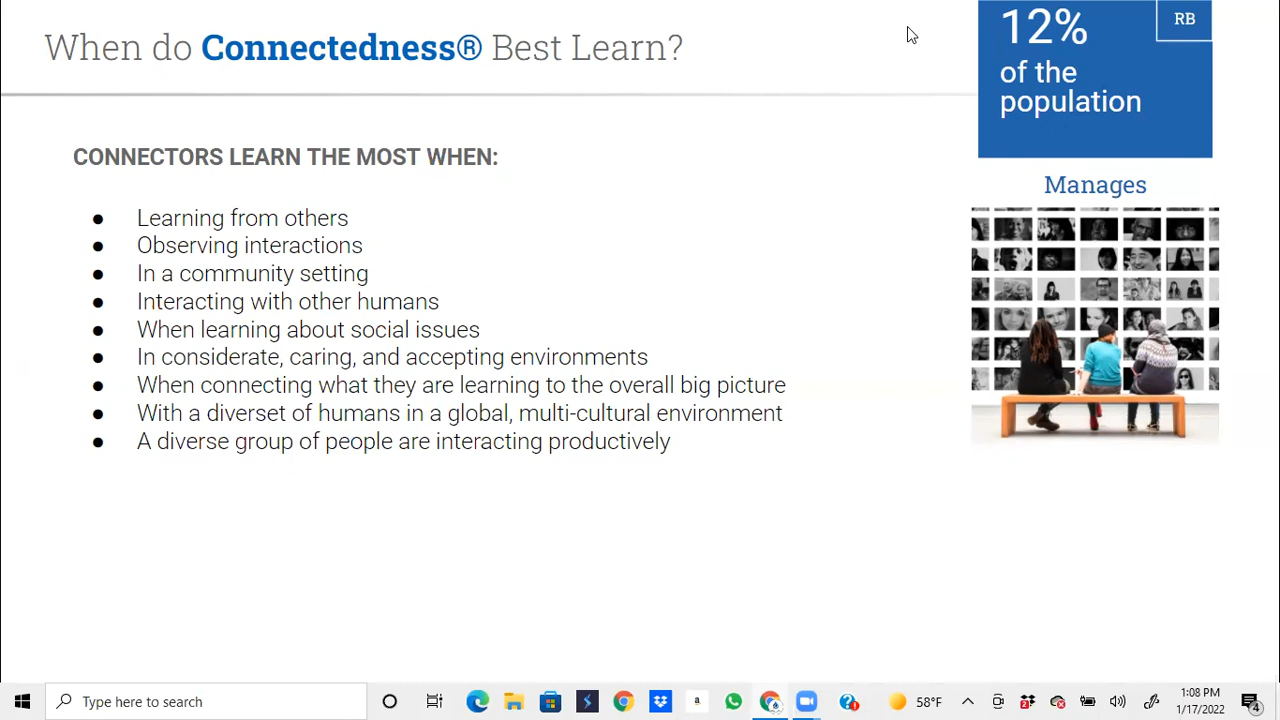 When do Connectedness® Best Learn?
12%
RB
of the
population
CONNECTORS LEARN THE MOST WHEN:
Manages
● Learning from others
● Observing interactions
● In a community setting
● Interacting with other humans
● When learning about social issues
● In considerate, caring, and accepting environments
● When connecting what they are learning to the overall big picture
● With a diverset of humans in a global, multi-cultural environment
● A diverse group of people are interacting productively
Type here to search
a
58°F
1:08 PM
1/17/2022
2
4